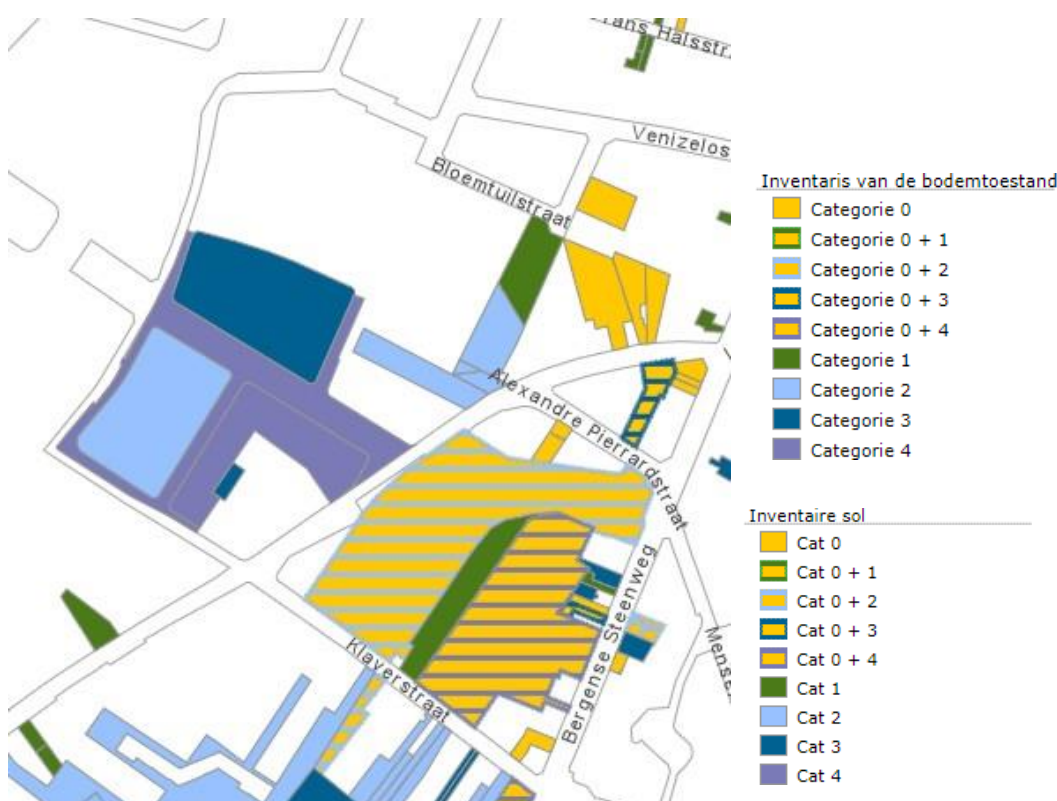 Frans Halsstr.
Venizelos
Bloemtuilstraat
Alexandre Pierrardstraat
Bergense Steenweg
Klaverstraat
Inventaris van de bodemtoestand
Categorie 0
Categorie 0 + 1
Categorie 0 + 2
Categorie 0 + 3
Categorie 0 + 4
Categorie 1
Categorie 2
Categorie 3
Categorie 4
Inventaire sol
Cat 0
Cat 0 + 1
Cat 0 + 2
Cat 0 + 3
Cat 0 + 4
Cat 1
Cat 2
Cat 3
Cat 4